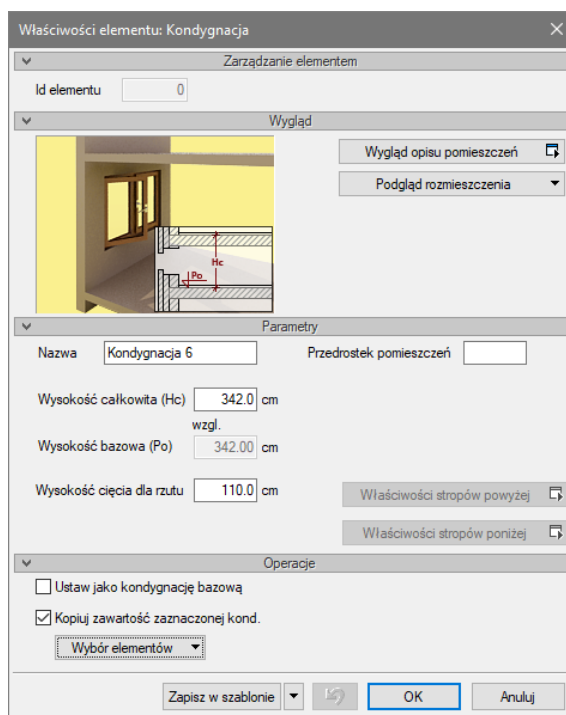 Właściwości elementu: Kondygnacja
Zarządzanie elementem
Id elementu 0
Wygląd
Wygląd opisu pomieszczeń
Podgląd rozmieszczenia
Hc
Po
Parametry
Nazwa Kondygnacja 6 Przedrostek pomieszczeń
Wysokość całkowita (Hc) 342.0 cm
wzgl.
Wysokość bazowa (Po) 342.00 cm
Wysokość cięcia dla rzutu 110.0 cm
Właściwości stropów powyżej
Właściwości stropów poniżej
Operacje
Ustaw jako kondygnację bazową
Kopiuj zawartość zaznaczonej kond.
Wybór elementów
Zapisz w szablonie OK Anuluj